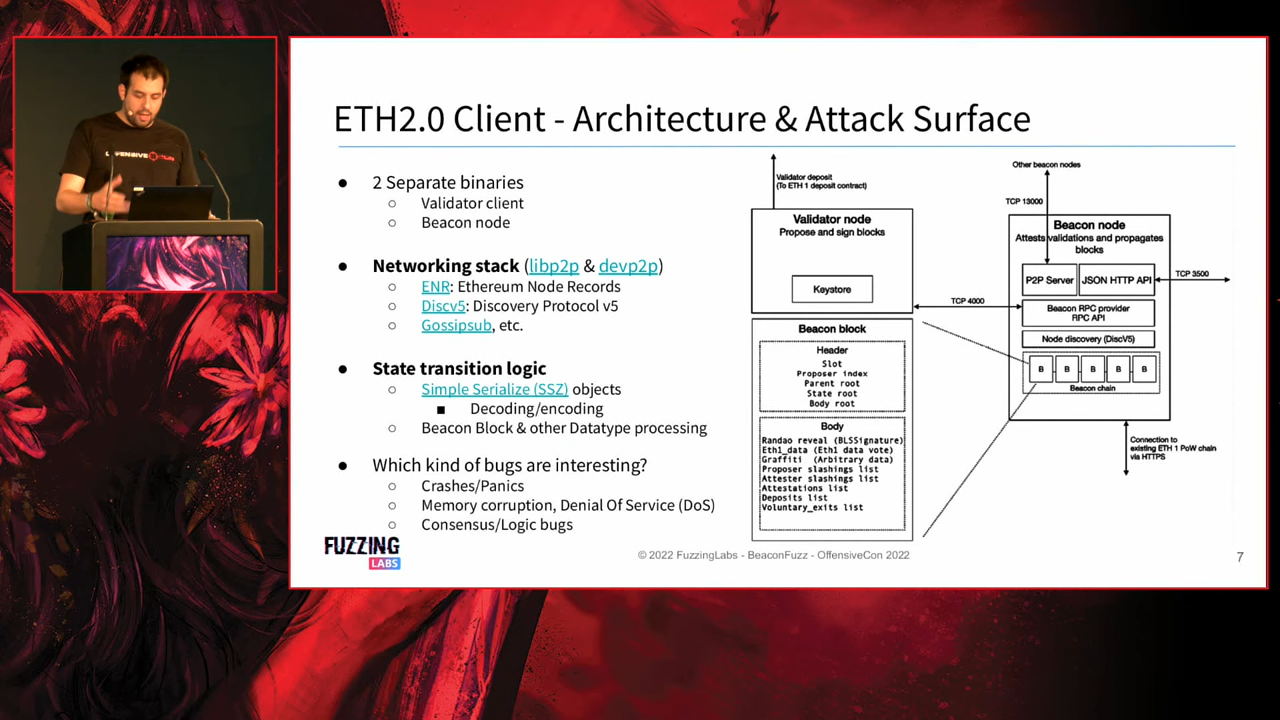 ETH2.0 Client - Architecture & Attack Surface
● 2 Separate binaries
○ Validator client
○ Beacon node
● Networking stack (libp2p & devp2p)
○ ENR: Ethereum Node Records
○ Discv5: Discovery Protocol v5
○ Gossipsub, etc.
● State transition logic
○ Simple Serialize (SSZ) objects
■ Decoding/encoding
○ Beacon Block & other Datatype processing
● Which kind of bugs are interesting?
○ Crashes/Panics
○ Memory corruption, Denial Of Service (DoS)
○ Consensus/Logic bugs
Validator deposit
(To ETH 1 deposit contract)
Validator node
Propose and sign blocks
Keystore
TCP 4000
Beacon block
Header
Slot
Proposer index
Parent root
State root
Body root
Body
Randao reveal (BLSSignature)
Eth1_data (Eth1 data vote)
Graffiti (Arbitrary data)
Proposer slashings list
Attester slashings list
Attestations list
Deposits list
Voluntary_exits list
Other beacon nodes
TCP 13000
Beacon node
Attests validations and propagates
blocks
P2P Server
JSON HTTP API
TCP 3500
Beacon RPC provider
RPC API
Node discovery (DiscV5)
B B B B B
Beacon chain
Connection to
existing ETH 1 PoW chain
via HTTPS
FUZZING
LABS
© 2022 FuzzingLabs - BeaconFuzz - OffensiveCon 2022
7